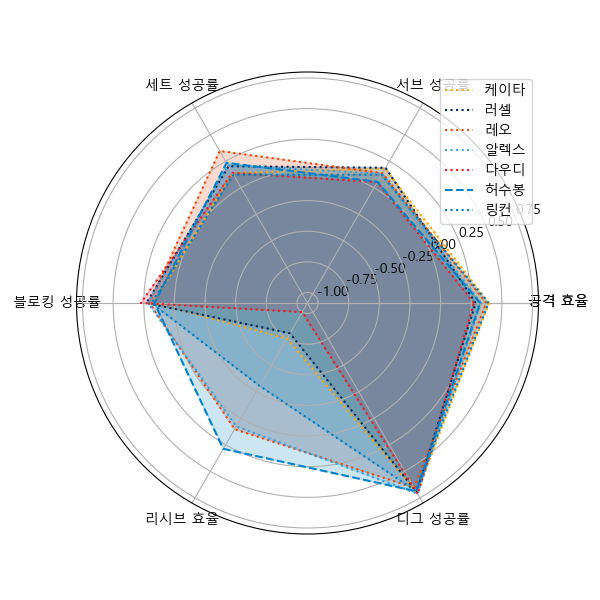 세트 성공률
서브 성공률
케이타
러셀
레오
알렉스
다우디
허수봉
링컨
0.75
0.50
0.25
0.00
-0.25
-0.50
-0.75
-1.00
블로킹 성공률
공격 효율
리시브 효율
디그 성공률